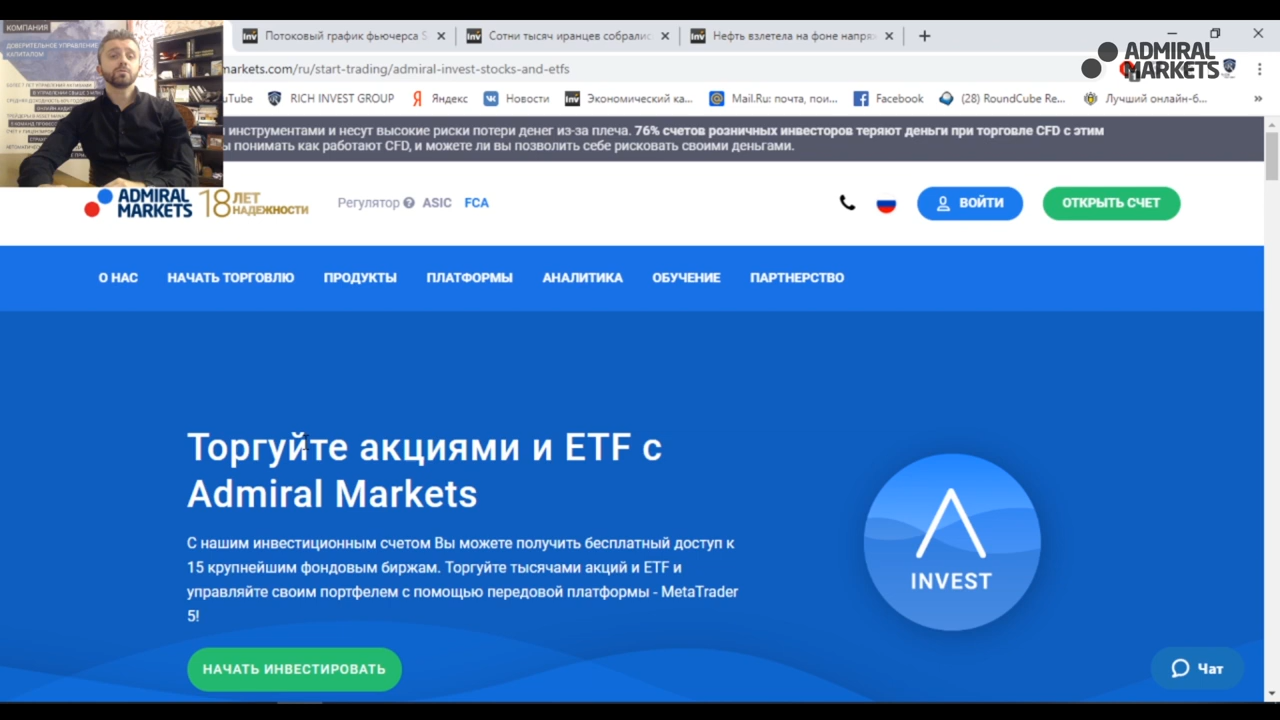 КОМПАНИЯ
ДОВЕРИТЕЛЬНОЕ УПРАВЛЕНИЕ
КАПИТАЛОМ
Потоковый график фьючерса S
Сотни тысяч иранцев собралис
Нефть взлетела на фоне напря
ADMIRAL
MARKETS
markets.com/ru/start-trading/admiral-invest-stocks-and-etfs
uTube
RICH INVEST GROUP
Яндекс
Новости
Экономический ка...
Mail.Ru: почта, пои...
Facebook
(28) RoundCube Re...
Лучший онлайн-б...
инструментами и несут высокие риски потери денег из-за плеча. 76% счетов розничных инвесторов теряют деньги при торговле CFD с этим
ы понимать как работают CFD, и можете ли вы позволить себе рисковать своими деньгами.
ADMIRAL
MARKETS
18 ЛЕТ
НАДЕЖНОСТИ
Регулятор ? ASIC FCA
ВОЙТИ
ОТКРЫТЬ СЧЕТ
О НАС
НАЧАТЬ ТОРГОВЛЮ
ПРОДУКТЫ
ПЛАТФОРМЫ
АНАЛИТИКА
ОБУЧЕНИЕ
ПАРТНЕРСТВО
Торгуйте акциями и ETF с
Admiral Markets
С нашим инвестиционным счетом Вы можете получить бесплатный доступ к
15 крупнейшим фондовым биржам. Торгуйте тысячами акций и ETF и
управляйте своим портфелем с помощью передовой платформы - MetaTrader
5!
INVEST
НАЧАТЬ ИНВЕСТИРОВАТЬ
Чат